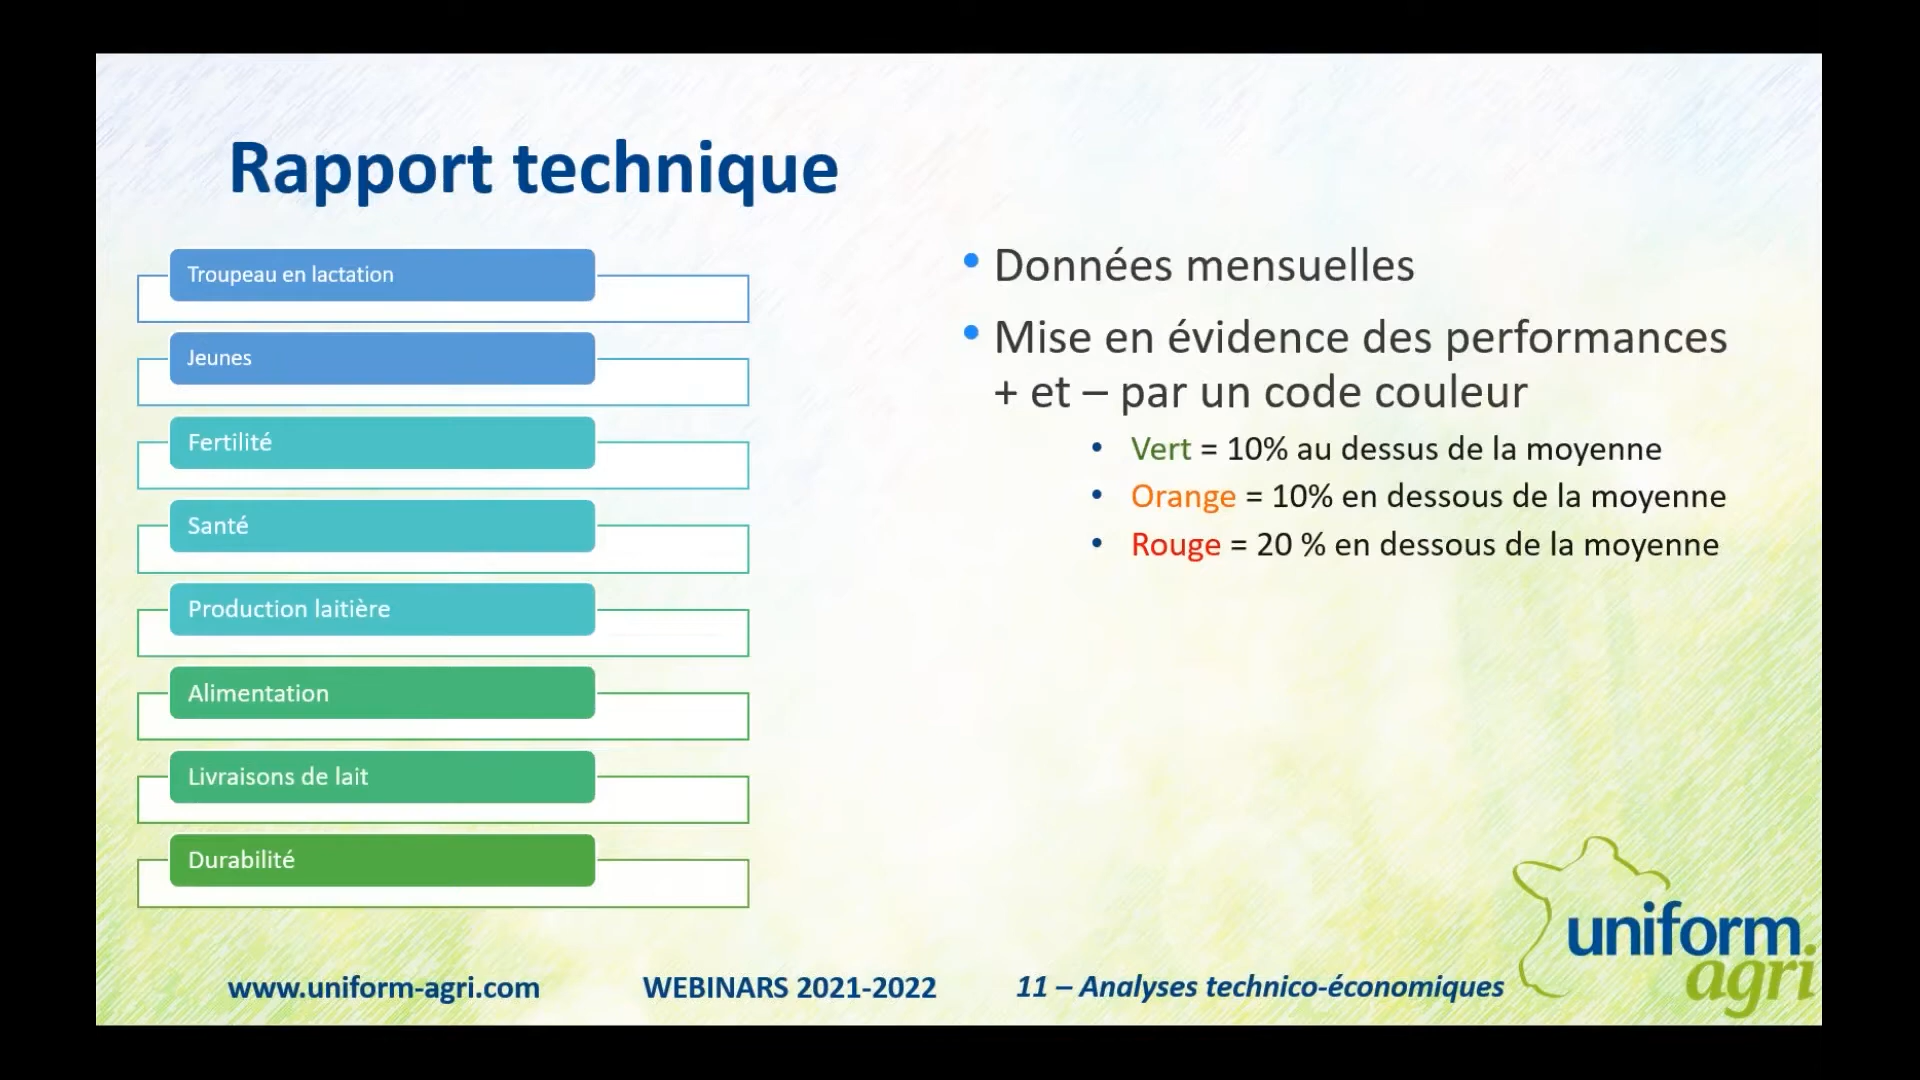 Rapport technique
Troupeau en lactation
Jeunes
Fertilité
Santé
Production laitière
Alimentation
Livraisons de lait
Durabilité
• Données mensuelles
• Mise en évidence des performances
+ et – par un code couleur
• Vert = 10% au dessus de la moyenne
• Orange = 10% en dessous de la moyenne
• Rouge = 20 % en dessous de la moyenne
www.uniform-agri.com
WEBINARS 2021-2022
11 – Analyses technico-économiques
uniform
agri